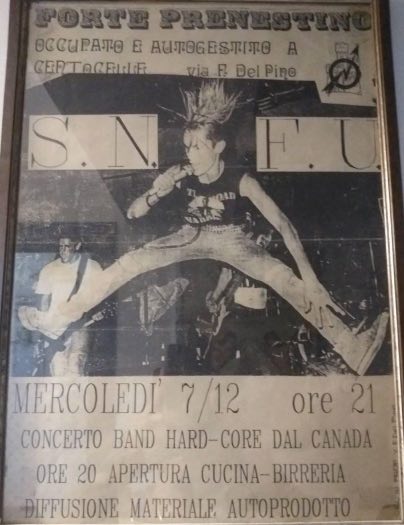 FORTE PRENESTINO
OCCUPATO E AUTOGESTITO A
CENTOCELLE via F. Del Pino
S. N. F. U.
MERCOLEDI' 7/12 ore 21
CONCERTO BAND HARD-CORE DAL CANADA
ORE 20 APERTURA CUCINA-BIRRERIA
DIFFUSIONE MATERIALE AUTOPRODOTTO